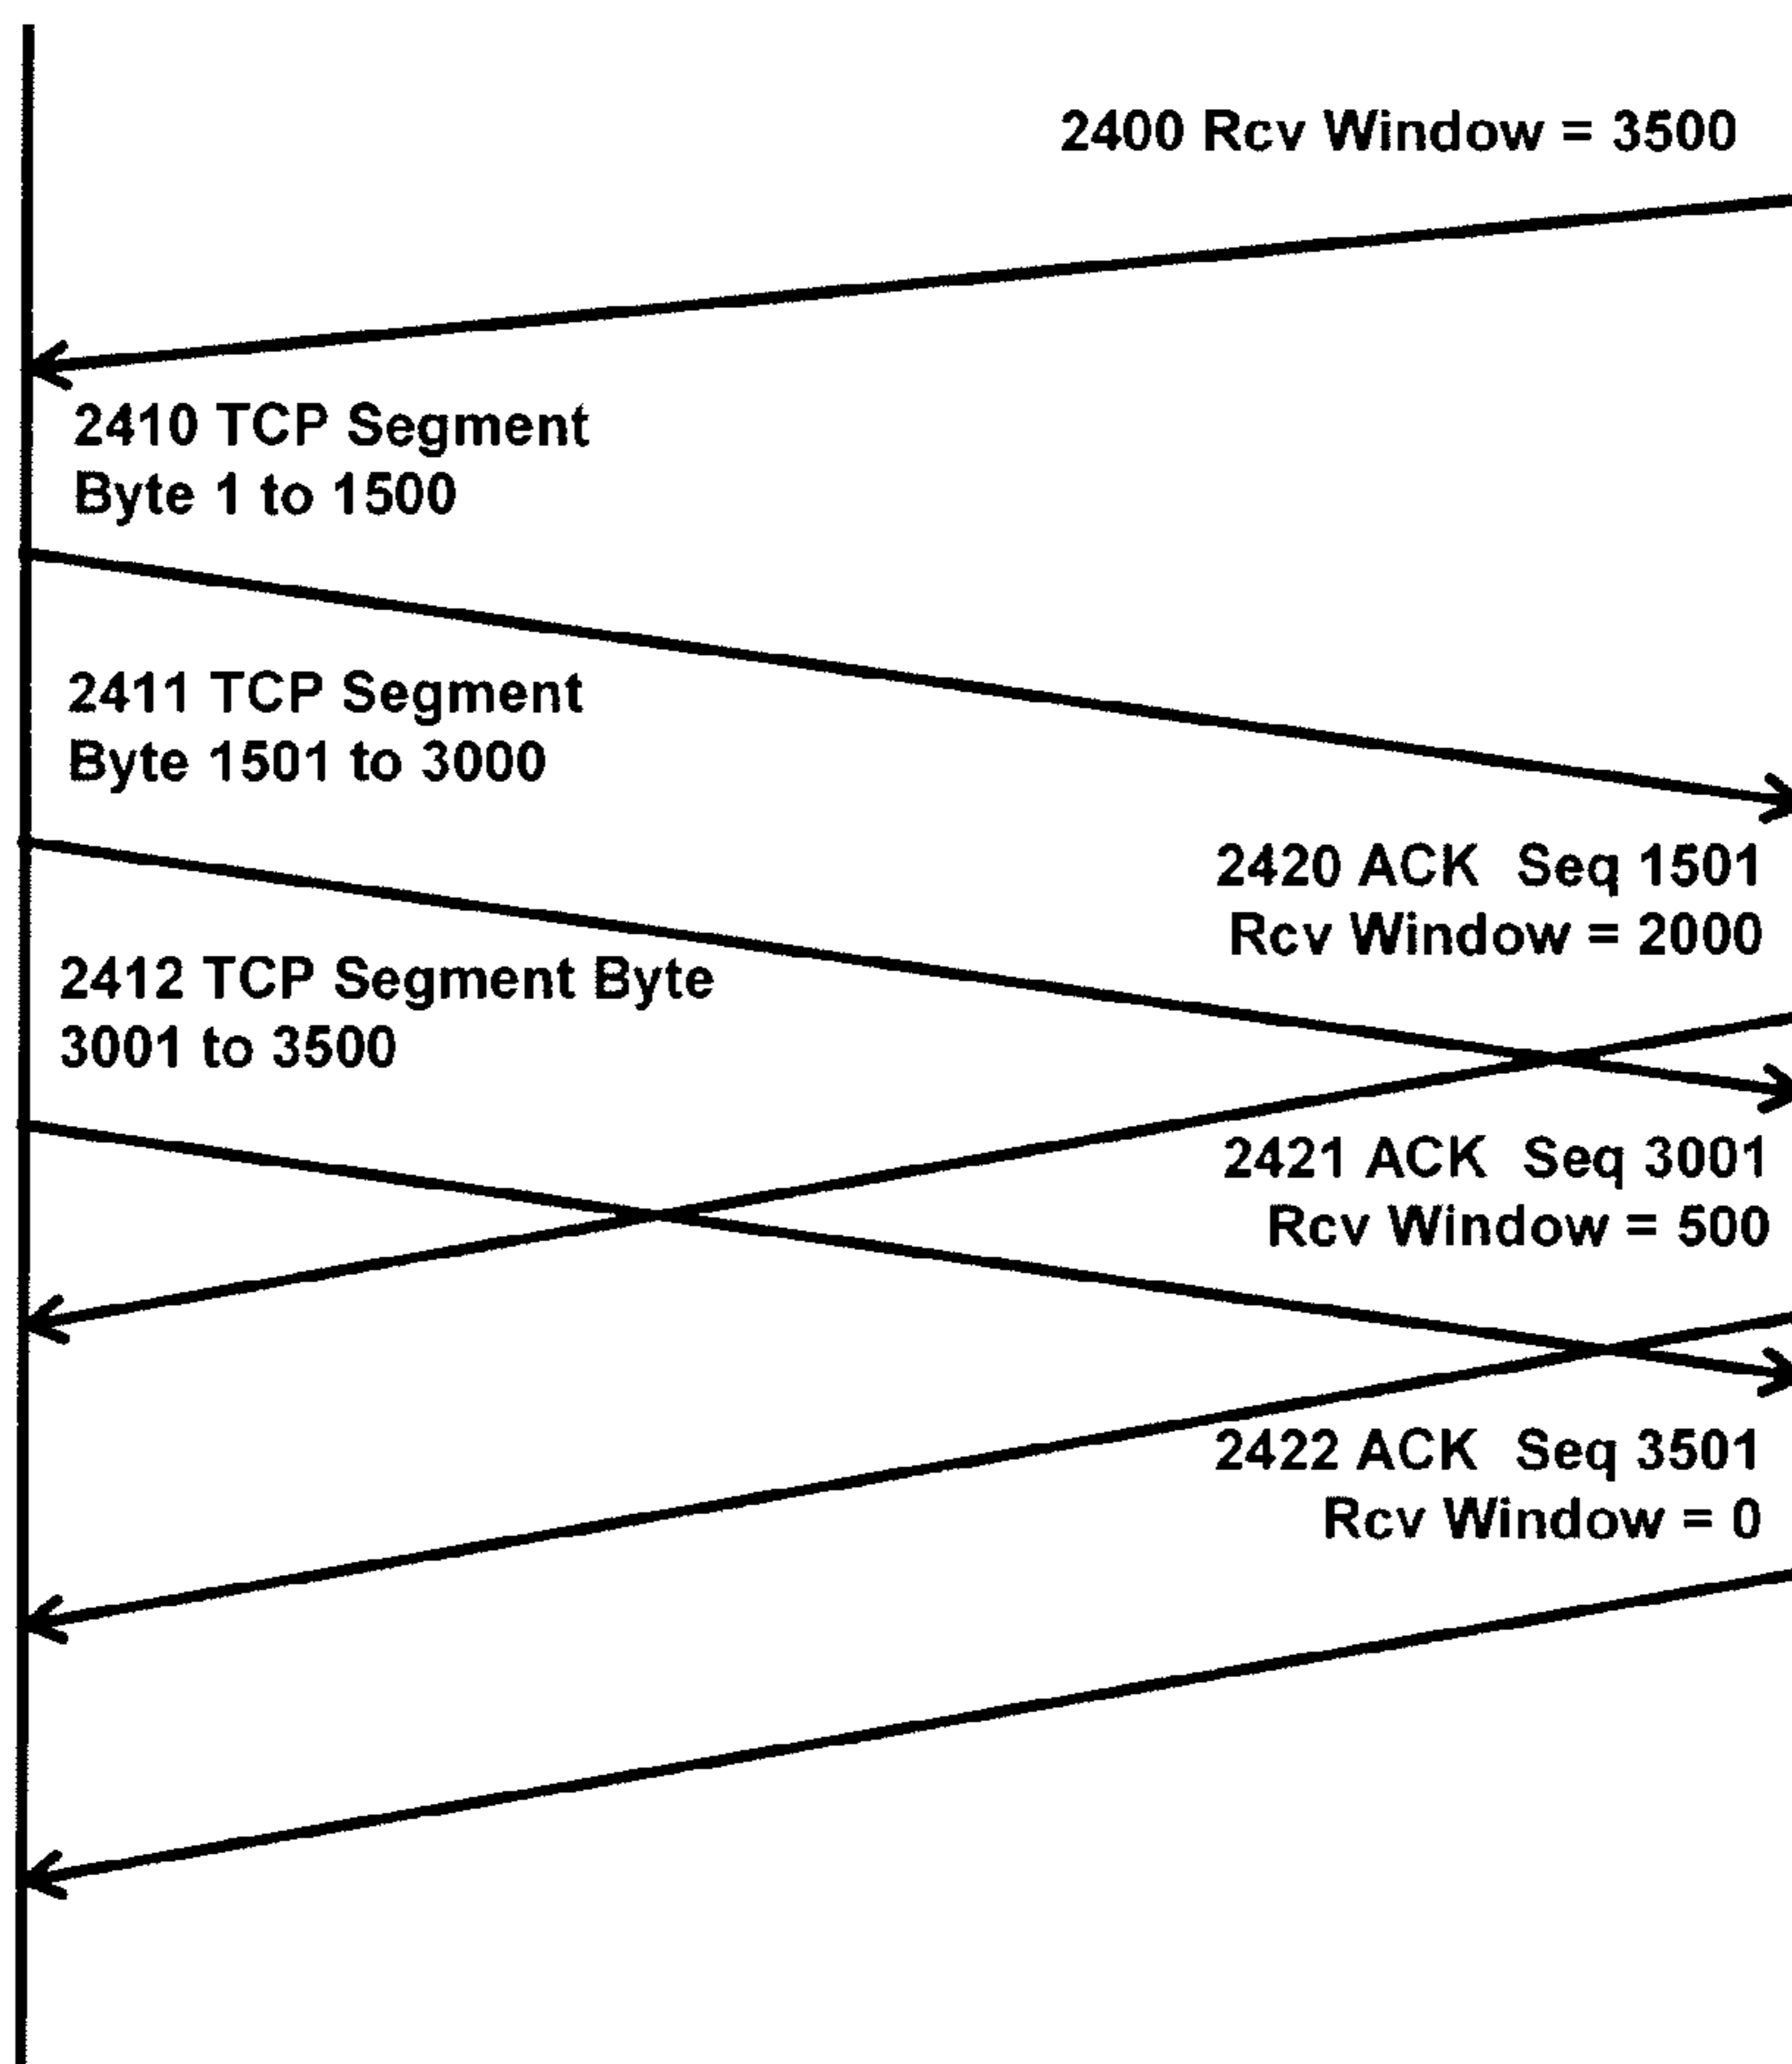 2400 Rcv Window = 3500
2410 TCP Segment
Byte 1 to 1500
2411 TCP Segment
Byte 1501 to 3000
2420 ACK Seq 1501
Rcv Window = 2000
2412 TCP Segment Byte
3001 to 3500
2421 ACK Seq 3001
Rcv Window = 500
2422 ACK Seq 3501
Rcv Window = 0